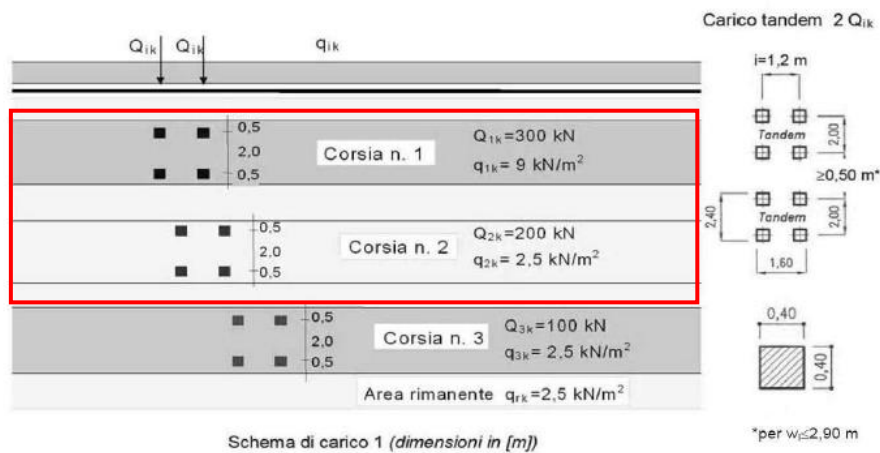 Carico tandem 2 Qik
Qik Qik qik
i=1,2 m
0,5
2,0
0,5
Corsia n. 1
Q1k=300 kN
q1k= 9 kN/m²
Tandem
2,00
≥0,50 m*
0,5
2,0
0,5
Corsia n. 2
Q2k=200 kN
q2k= 2,5 kN/m²
2,40
Tandem
2,00
1,60
0,5
2,0
0,5
Corsia n. 3
Q3k=100 kN
q3k= 2,5 kN/m²
0,40
0,40
Area rimanente qrk=2,5 kN/m²
Schema di carico 1 (dimensioni in [m])
*per wl≤2,90 m